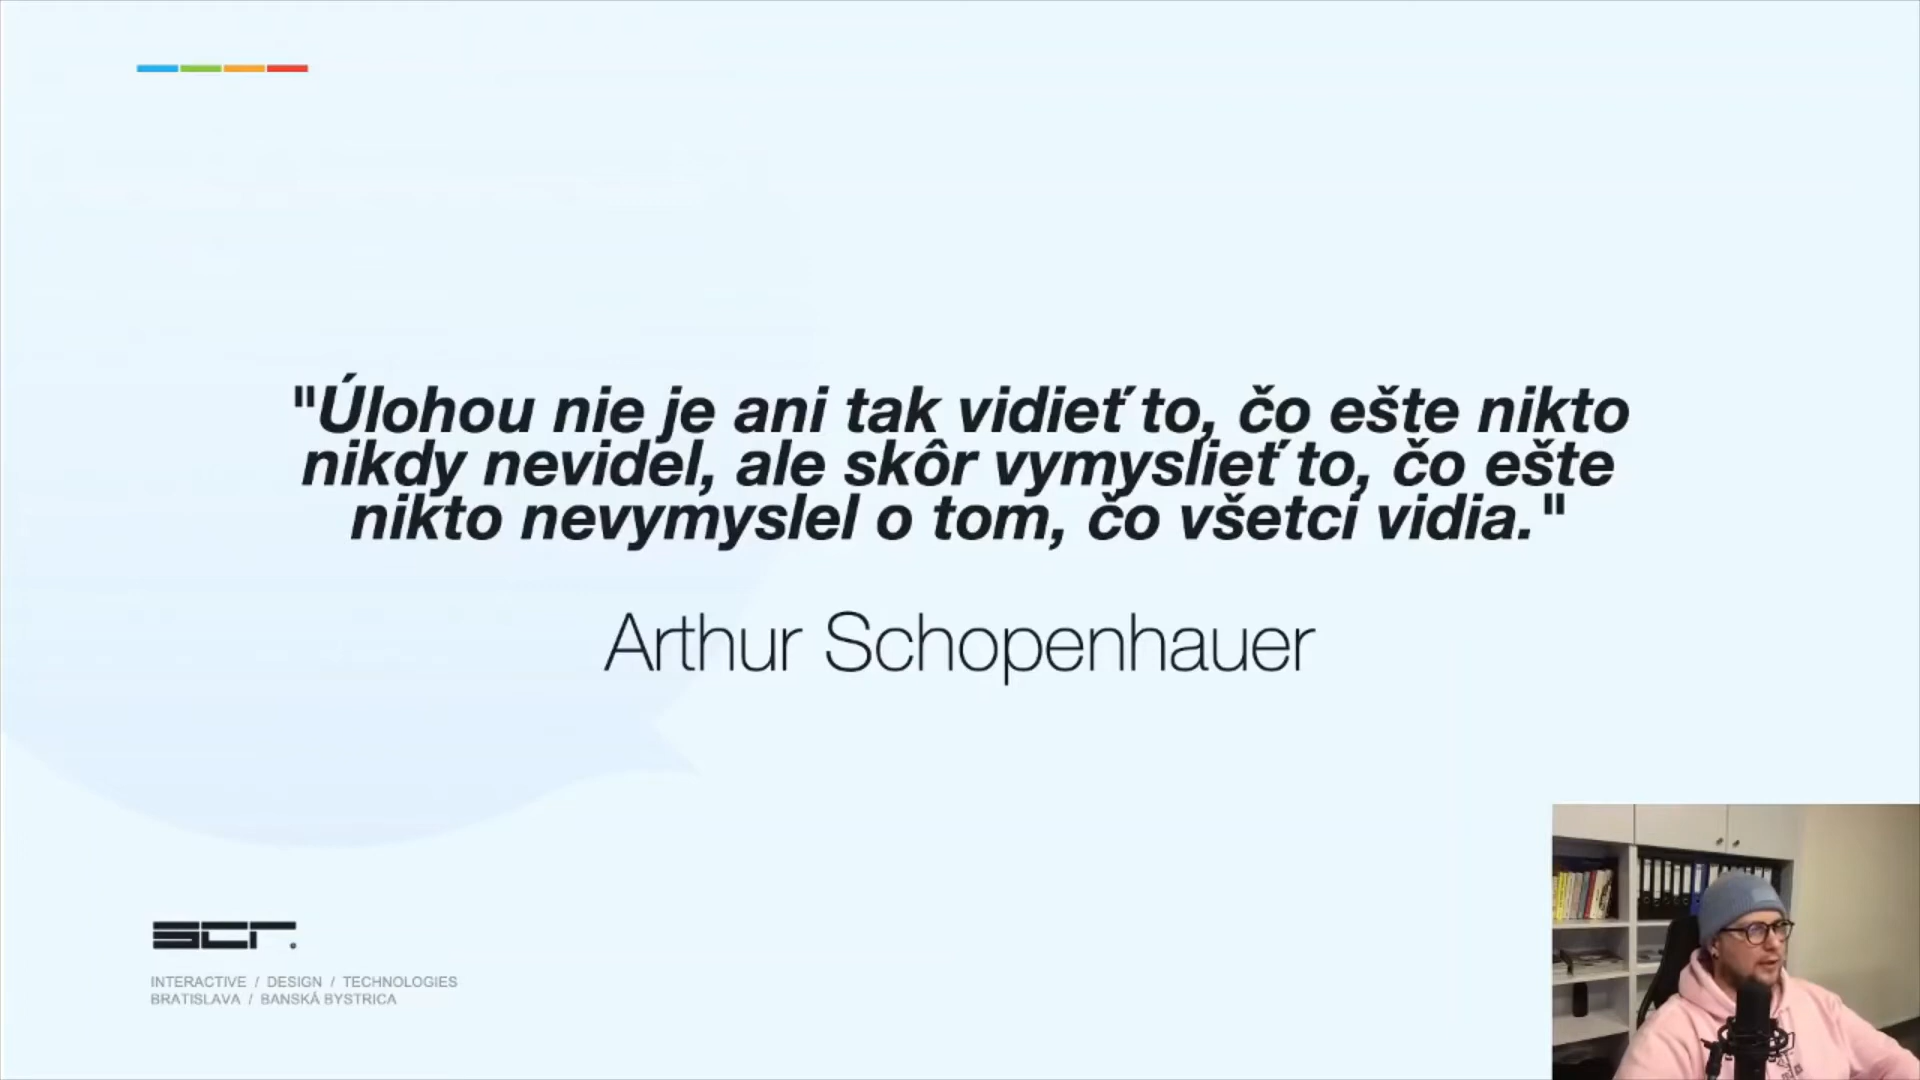 "Úlohou nie je ani tak vidieť to, čo ešte nikto
nikdy nevidel, ale skôr vymyslieť to, čo ešte
nikto nevymyslel o tom, čo všetci vidia."
Arthur Schopenhauer
scr.
INTERACTIVE / DESIGN / TECHNOLOGIES
BRATISLAVA / BANSKÁ BYSTRICA